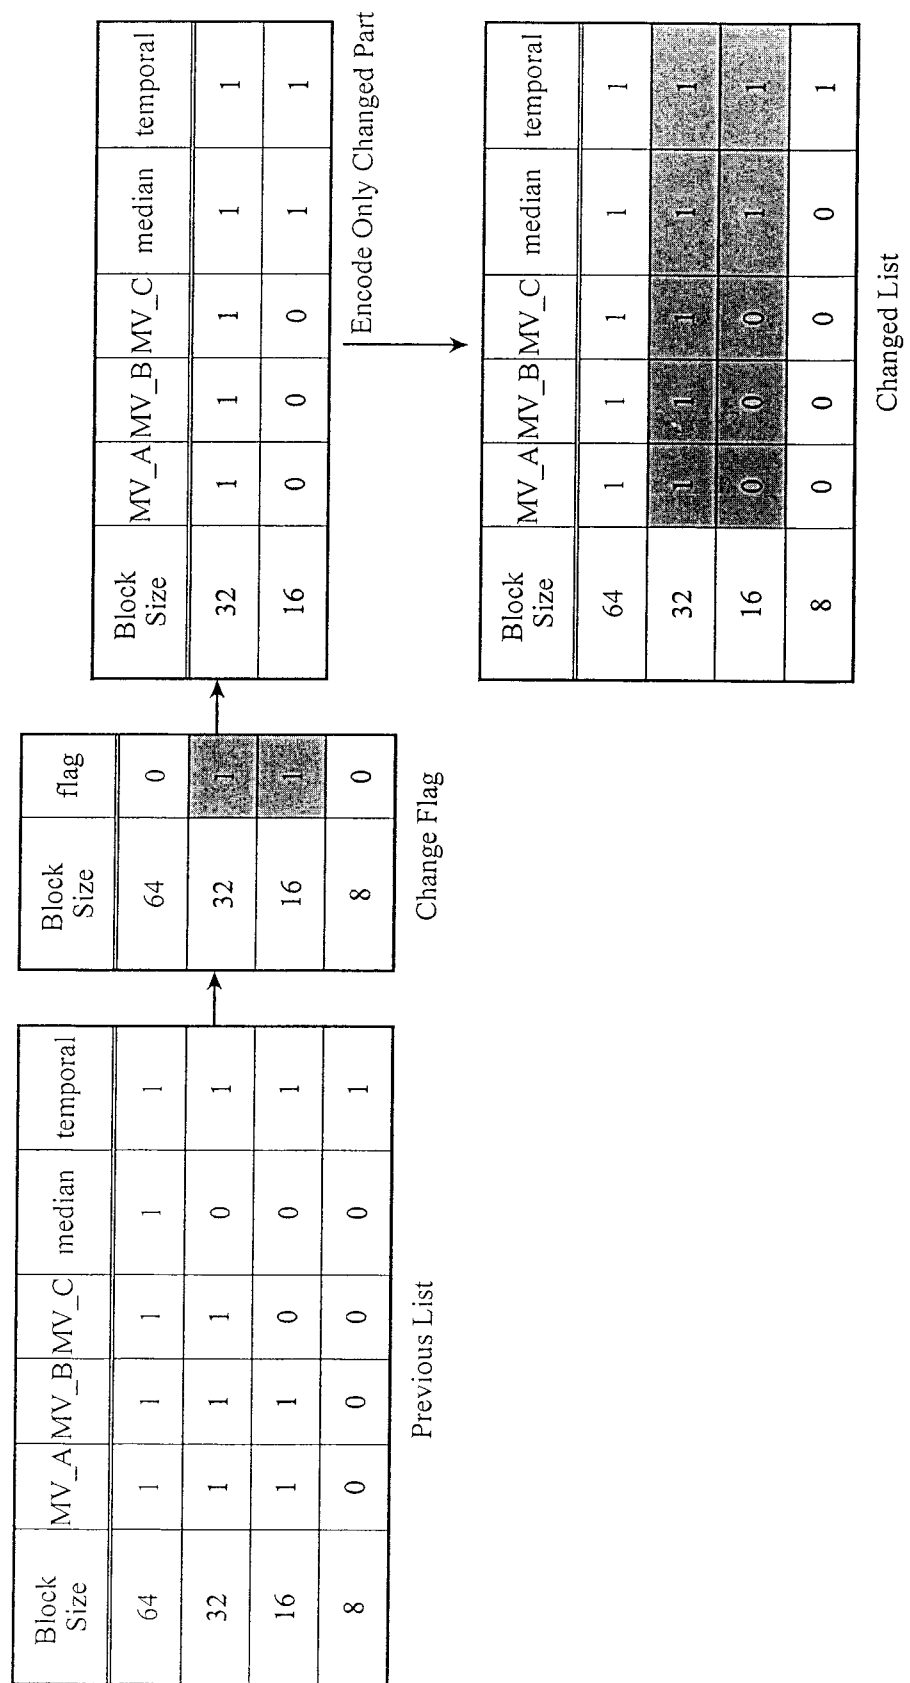 Block Size MV_A MV_B MV_C median temporal
64 1 1 1 1 1
32 1 1 1 0 1
16 1 1 0 0 1
8 0 0 0 0 1
Previous List
Block Size flag
64 0
32 1
16 1
8 0
Change Flag
Block Size MV_A MV_B MV_C median temporal
32 1 1 1 1 1
16 0 0 0 1 1
Encode Only Changed Part
Block Size MV_A MV_B MV_C median temporal
64 1 1 1 1 1
32 1 1 1 1 1
16 0 0 0 1 1
8 0 0 0 0 1
Changed List